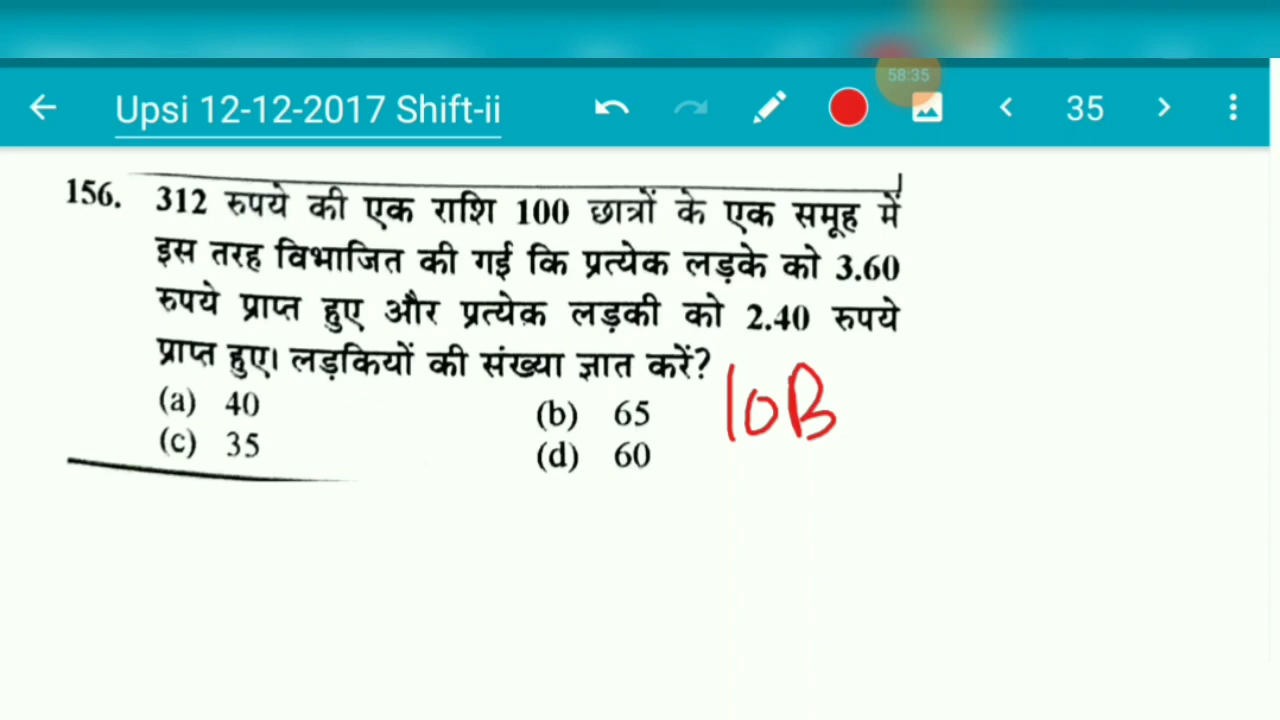 58:35
Upsi 12-12-2017 Shift-ii
35
156. 312 रुपये की एक राशि 100 छात्रों के एक समूह में
इस तरह विभाजित की गई कि प्रत्येक लड़के को 3.60
रुपये प्राप्त हुए और प्रत्येक लड़की को 2.40 रुपये
प्राप्त हुए। लड़कियों की संख्या ज्ञात करें?
(a) 40 (b) 65
(c) 35 (d) 60
10B